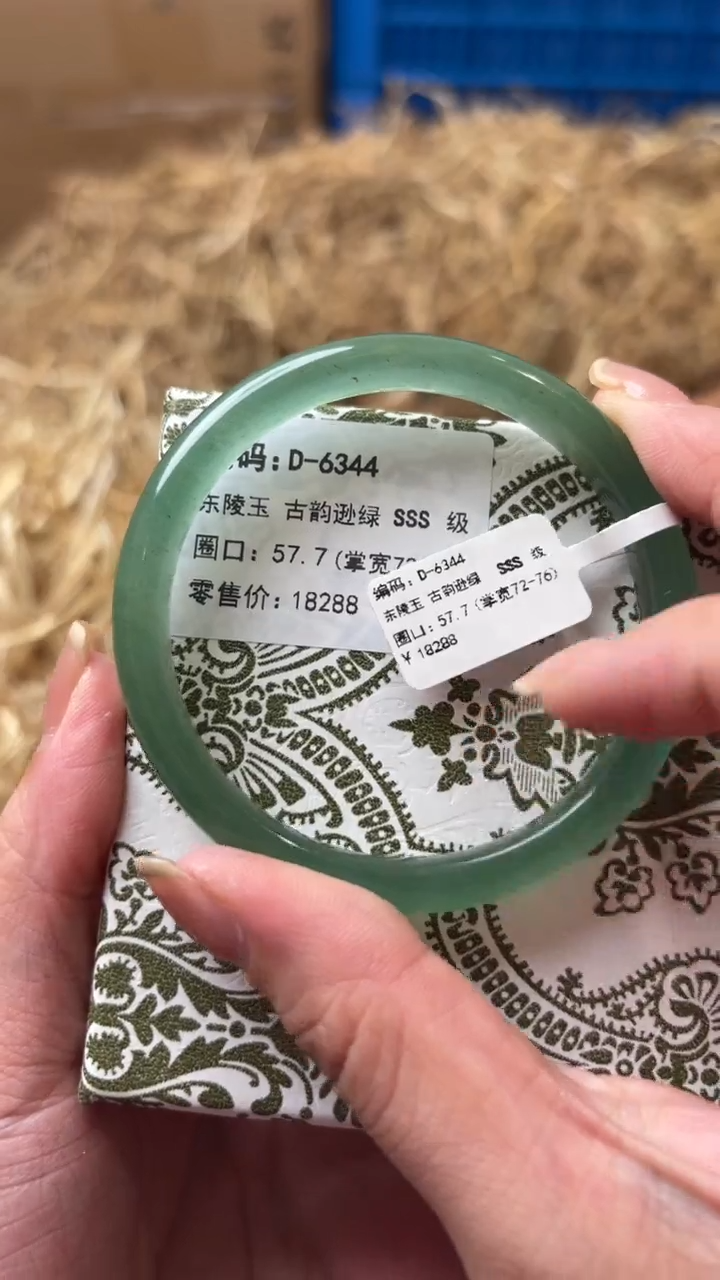 码:D-6344
东陵玉 古韵逊绿 SSS 级
圈口: 57.7(掌宽72
零售价: 18288
编码: D-6344
东陵玉 古韵逊绿 SSS 级
圈口: 57.7(掌宽72-76)
¥18288